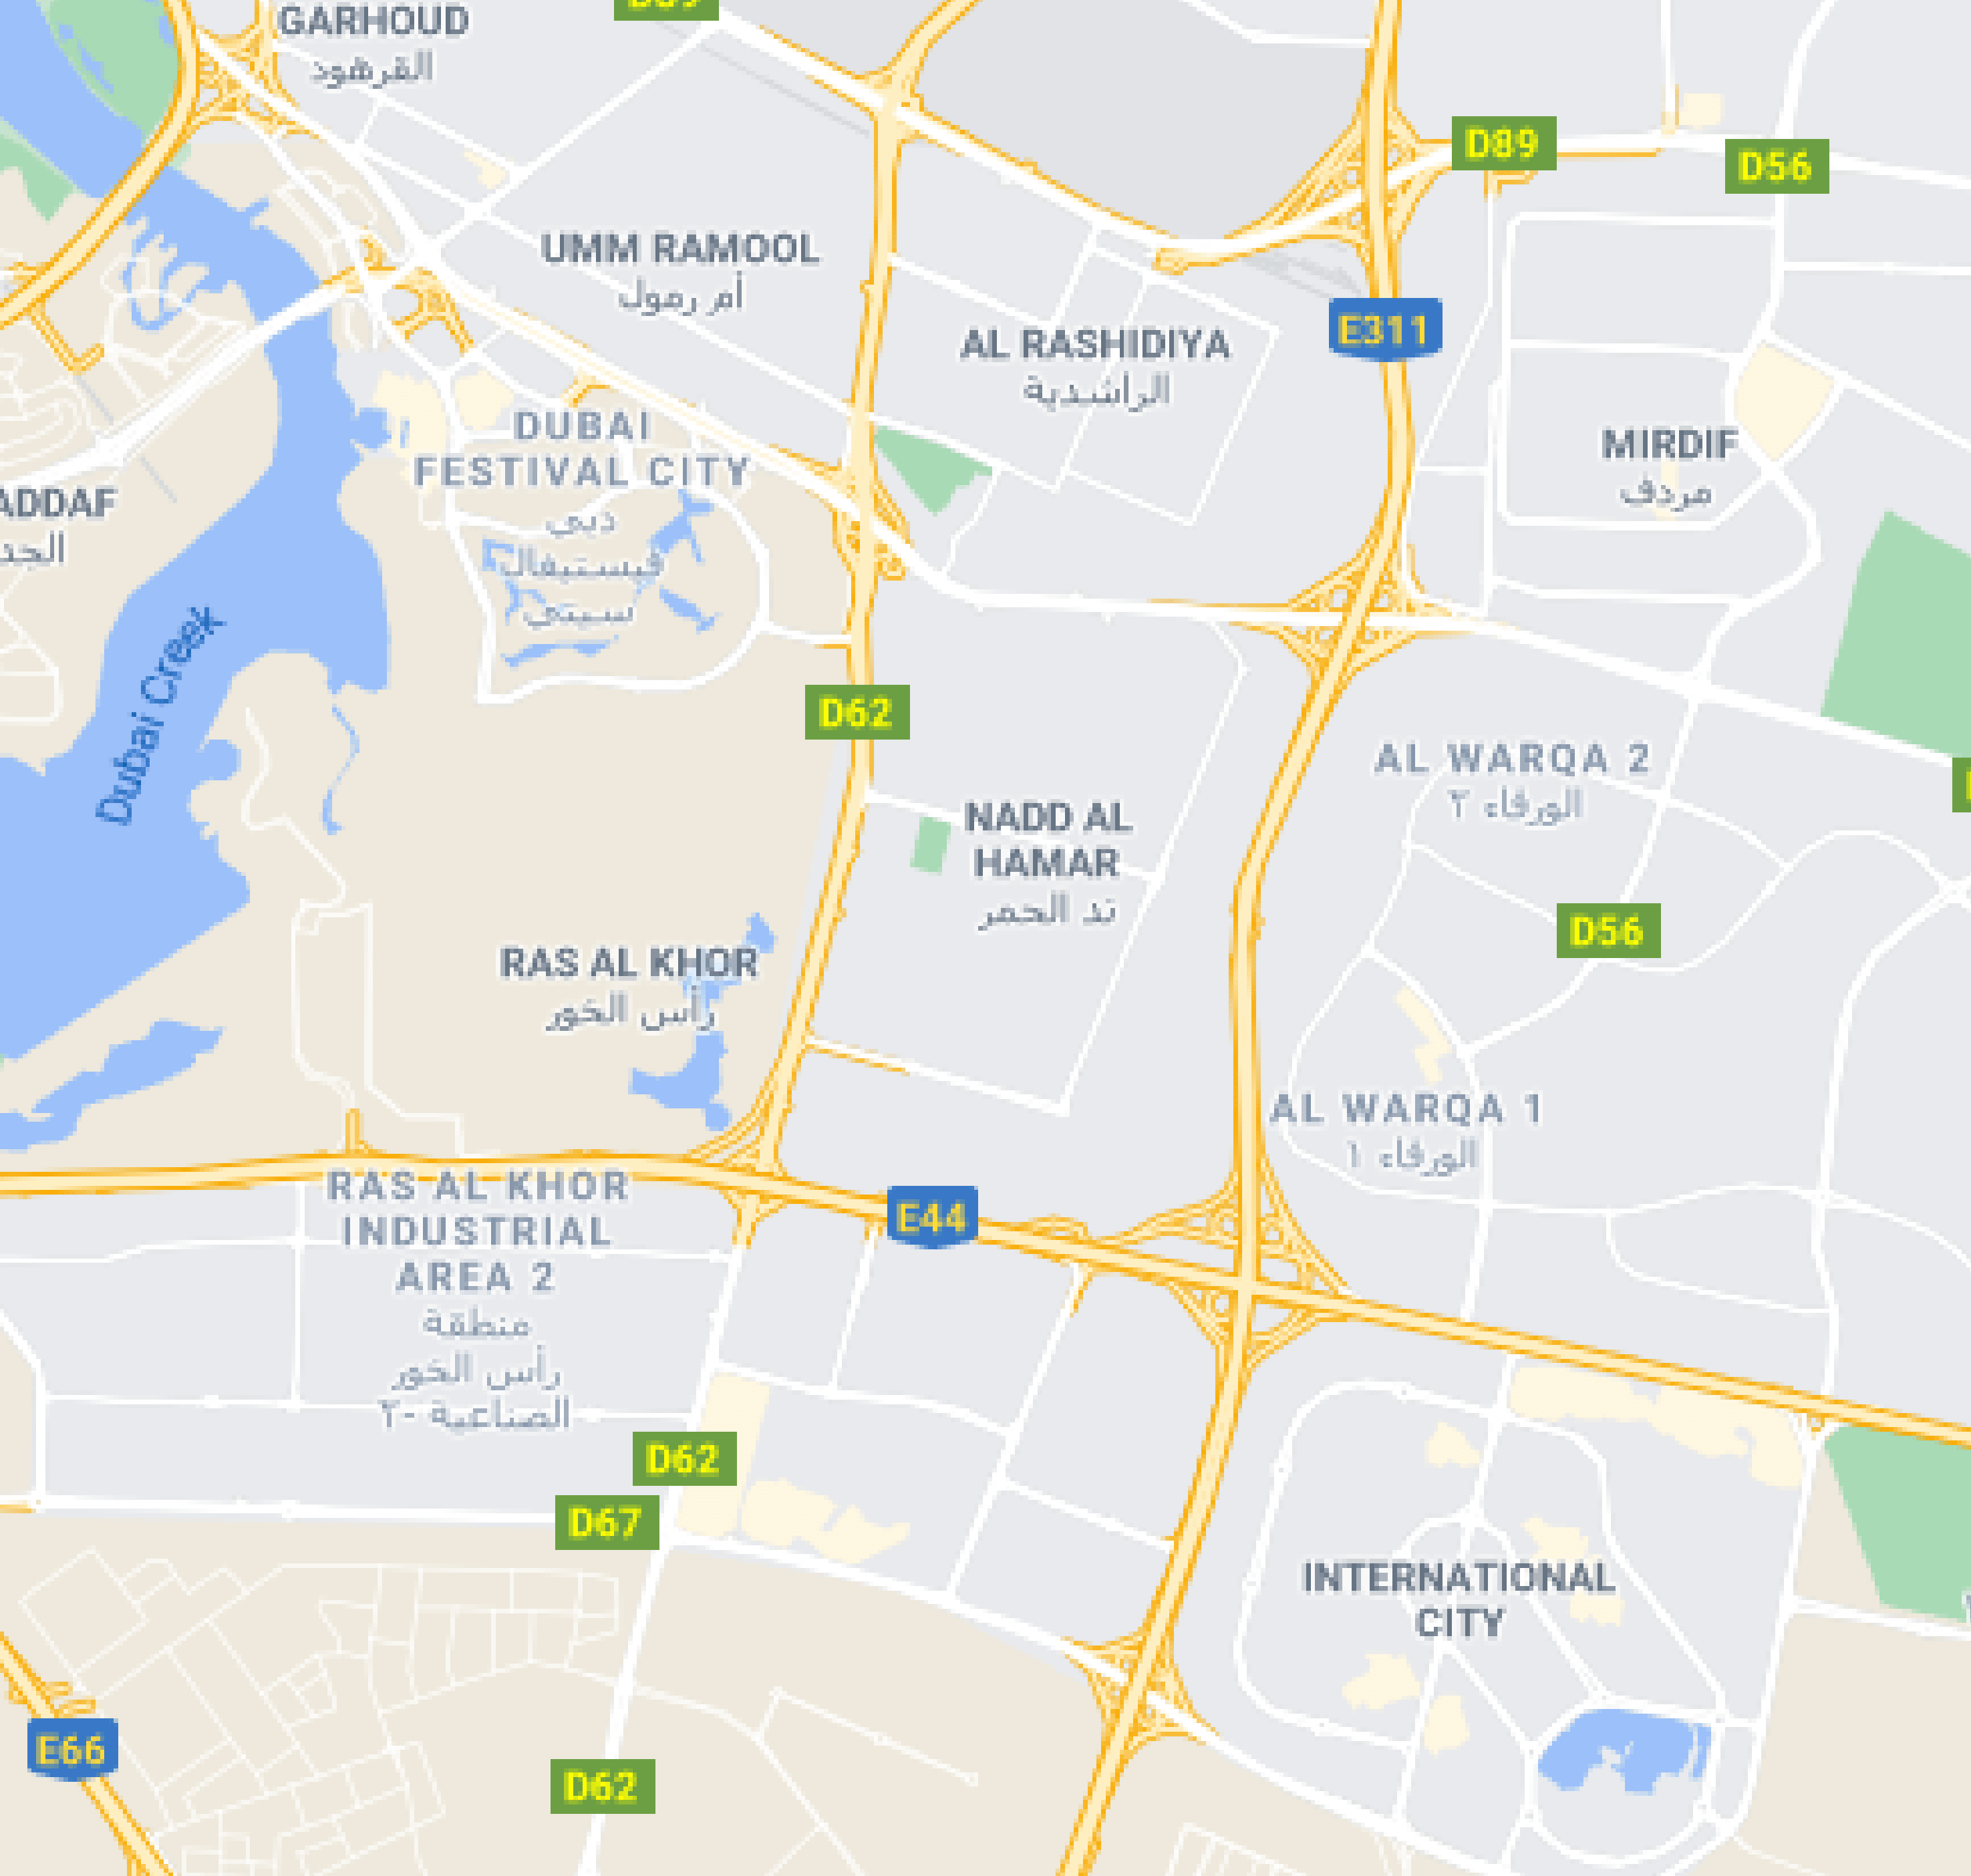 GARHOUD
القرهود
D89
D56
UMM RAMOOL
أم رمول
AL RASHIDIYA
الراشدية
E311
DUBAI
FESTIVAL CITY
دبي
فيستيفال
سيتي
MIRDIF
مردف
ADDAF
الجد
Dubai Creek
D62
AL WARQA 2
الورقاء ٢
NADD AL
HAMAR
ند الحمر
D56
RAS AL KHOR
رأس الخور
AL WARQA 1
الورقاء ١
RAS AL KHOR
INDUSTRIAL
AREA 2
منطقة
رأس الخور
الصناعية -٢
E44
D62
D67
INTERNATIONAL
CITY
E66
D62